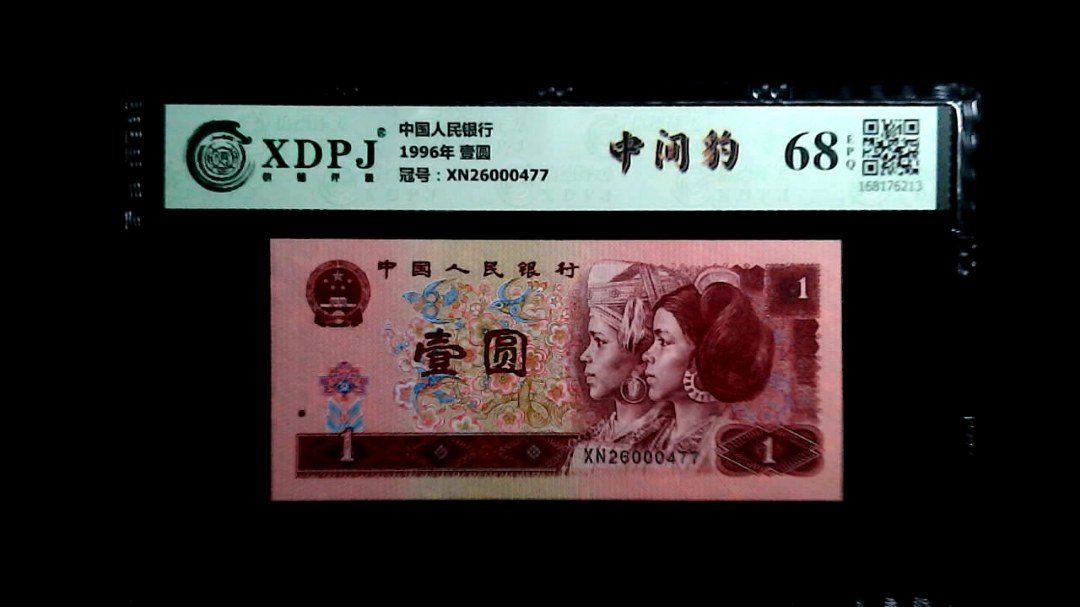 XDPJ
中国人民银行
1996年 壹圆
冠号：XN26000477
中间豹
68
EPQ
168176213
中国人民银行
1
壹圆
1
XN26000477
1